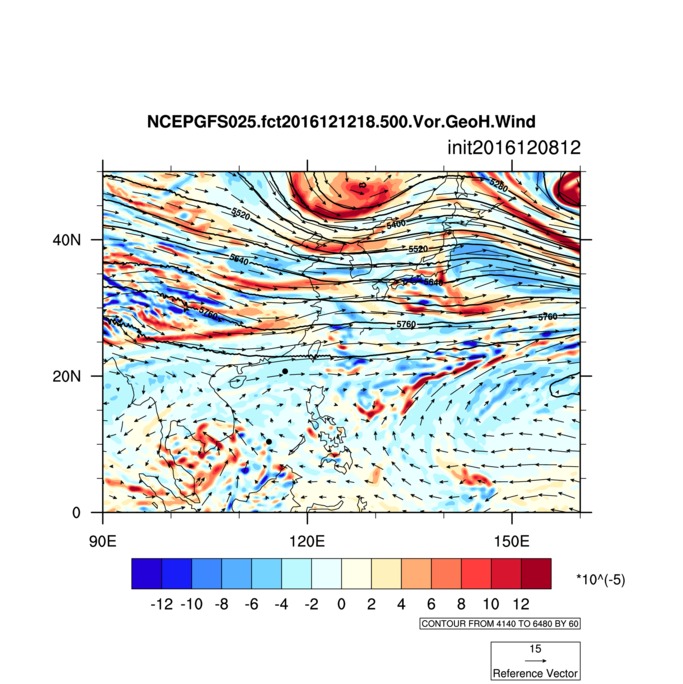 NCEPGFS025.fct2016121218.500.Vor.GeoH.Wind
init2016120812
5280
5520
5400
40N
5520
5640
5640
5760
5760
5760
20N
0
90E
120E
150E
-12 -10 -8 -6 -4 -2 0 2 4 6 8 10 12
*10^(-5)
CONTOUR FROM 4140 TO 6480 BY 60
15
Reference Vector